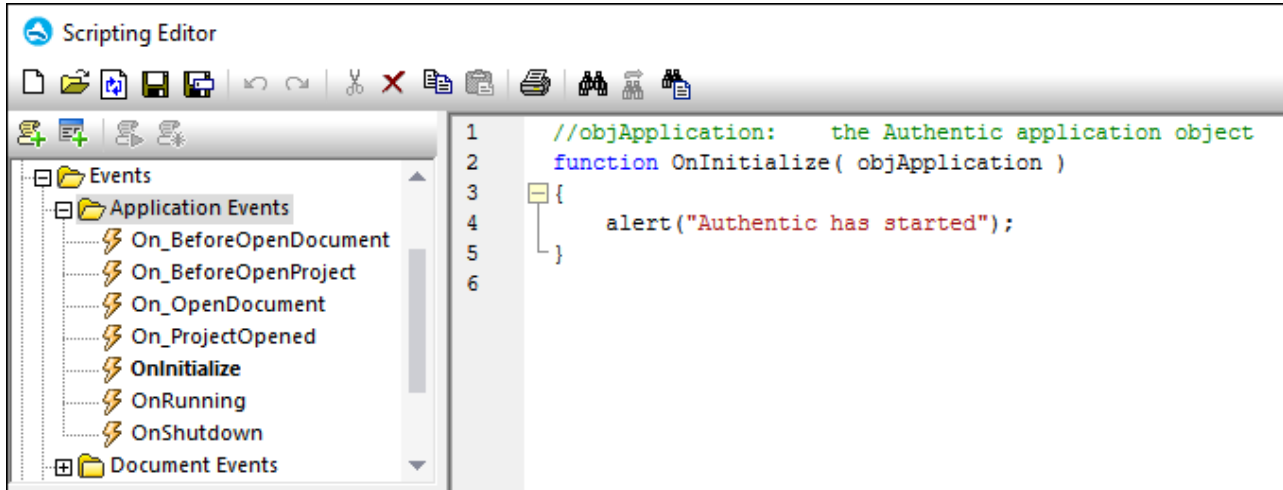 Scripting Editor
Events
Application Events
On_BeforeOpenDocument
On_BeforeOpenProject
On_OpenDocument
On_ProjectOpened
OnInitialize
OnRunning
OnShutdown
Document Events
1 //objApplication: the Authentic application object
2 function OnInitialize( objApplication )
3 {
4 alert("Authentic has started");
5 }
6